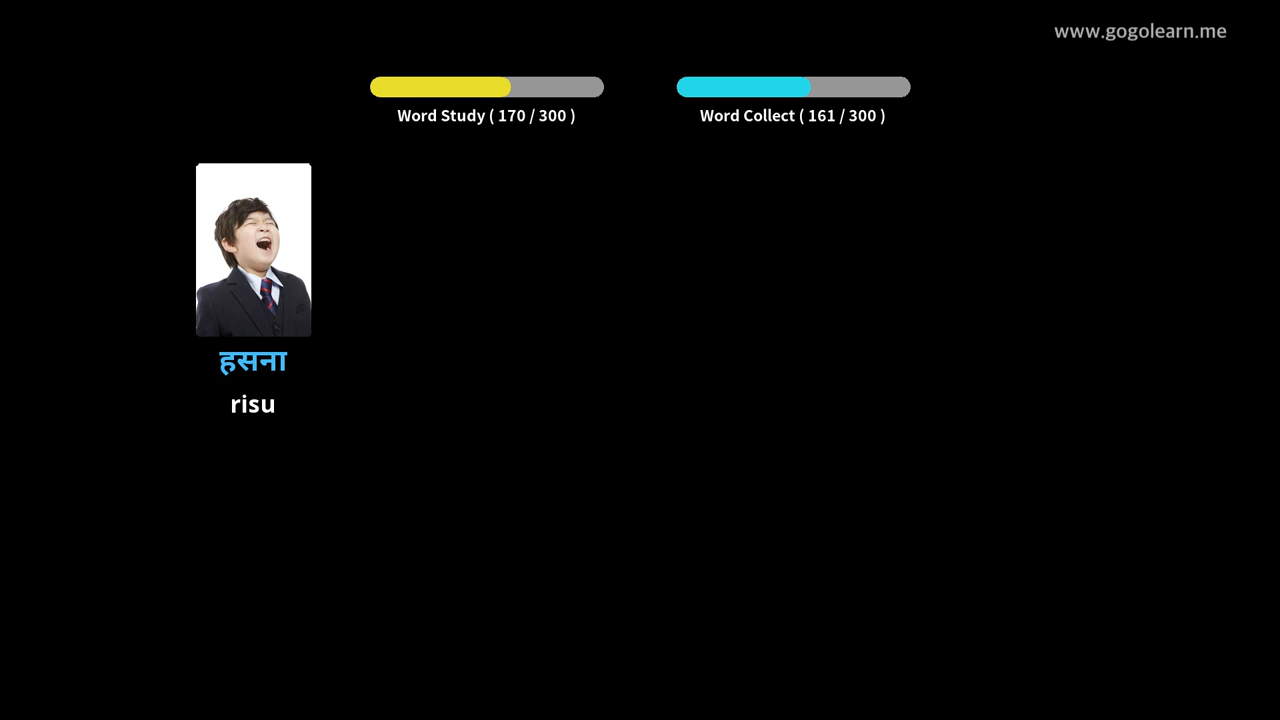 www.gogolearn.me
Word Study ( 170 / 300 )
Word Collect ( 161 / 300 )
हसना
risu